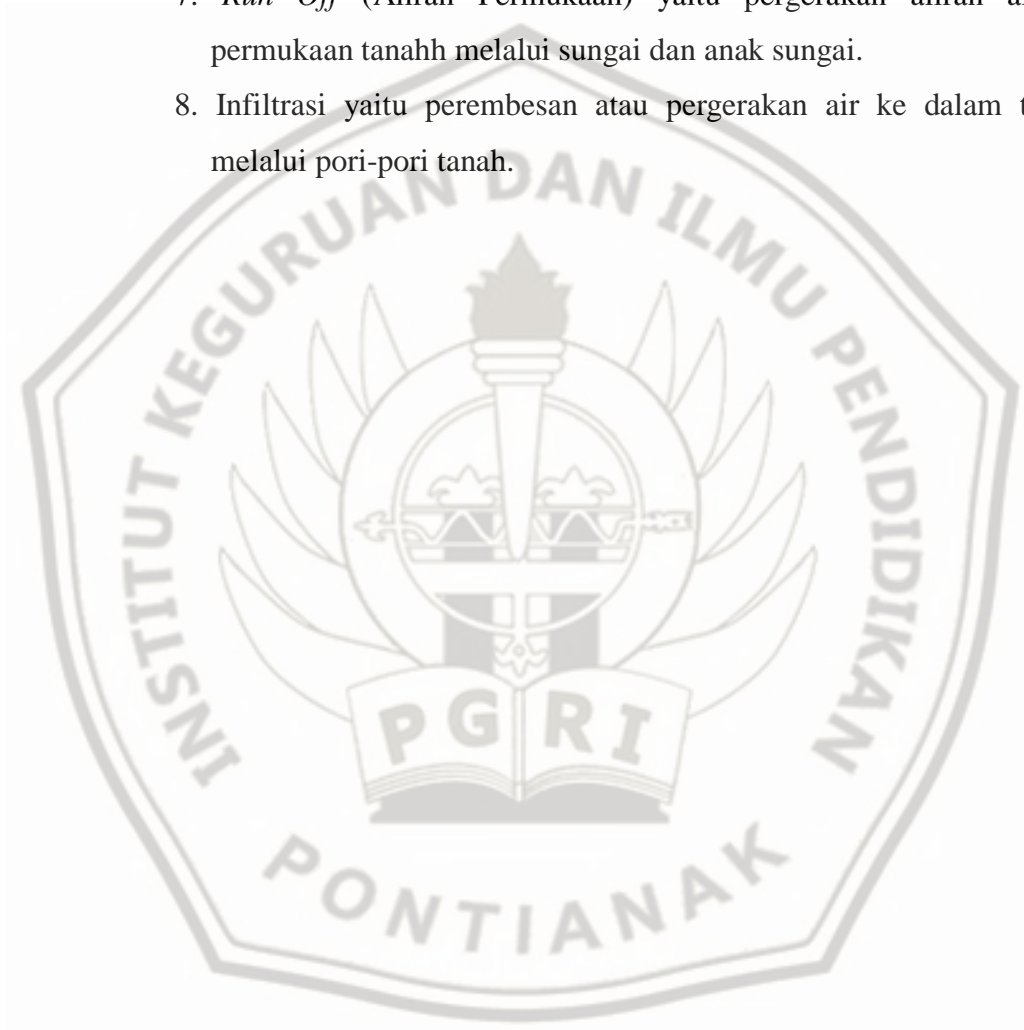 7. Run Off (Aliran Permukaan) yaitu pergerakan aliran
permukaan tanahh melalui sungai dan anak sungai.
8. Infiltrasi yaitu perembesan atau pergerakan air ke dalam
melalui pori-pori tanah.
INSTITUT KEGURUAN DAN ILMU PENDIDIKAN
PGRI
PONTIANAK